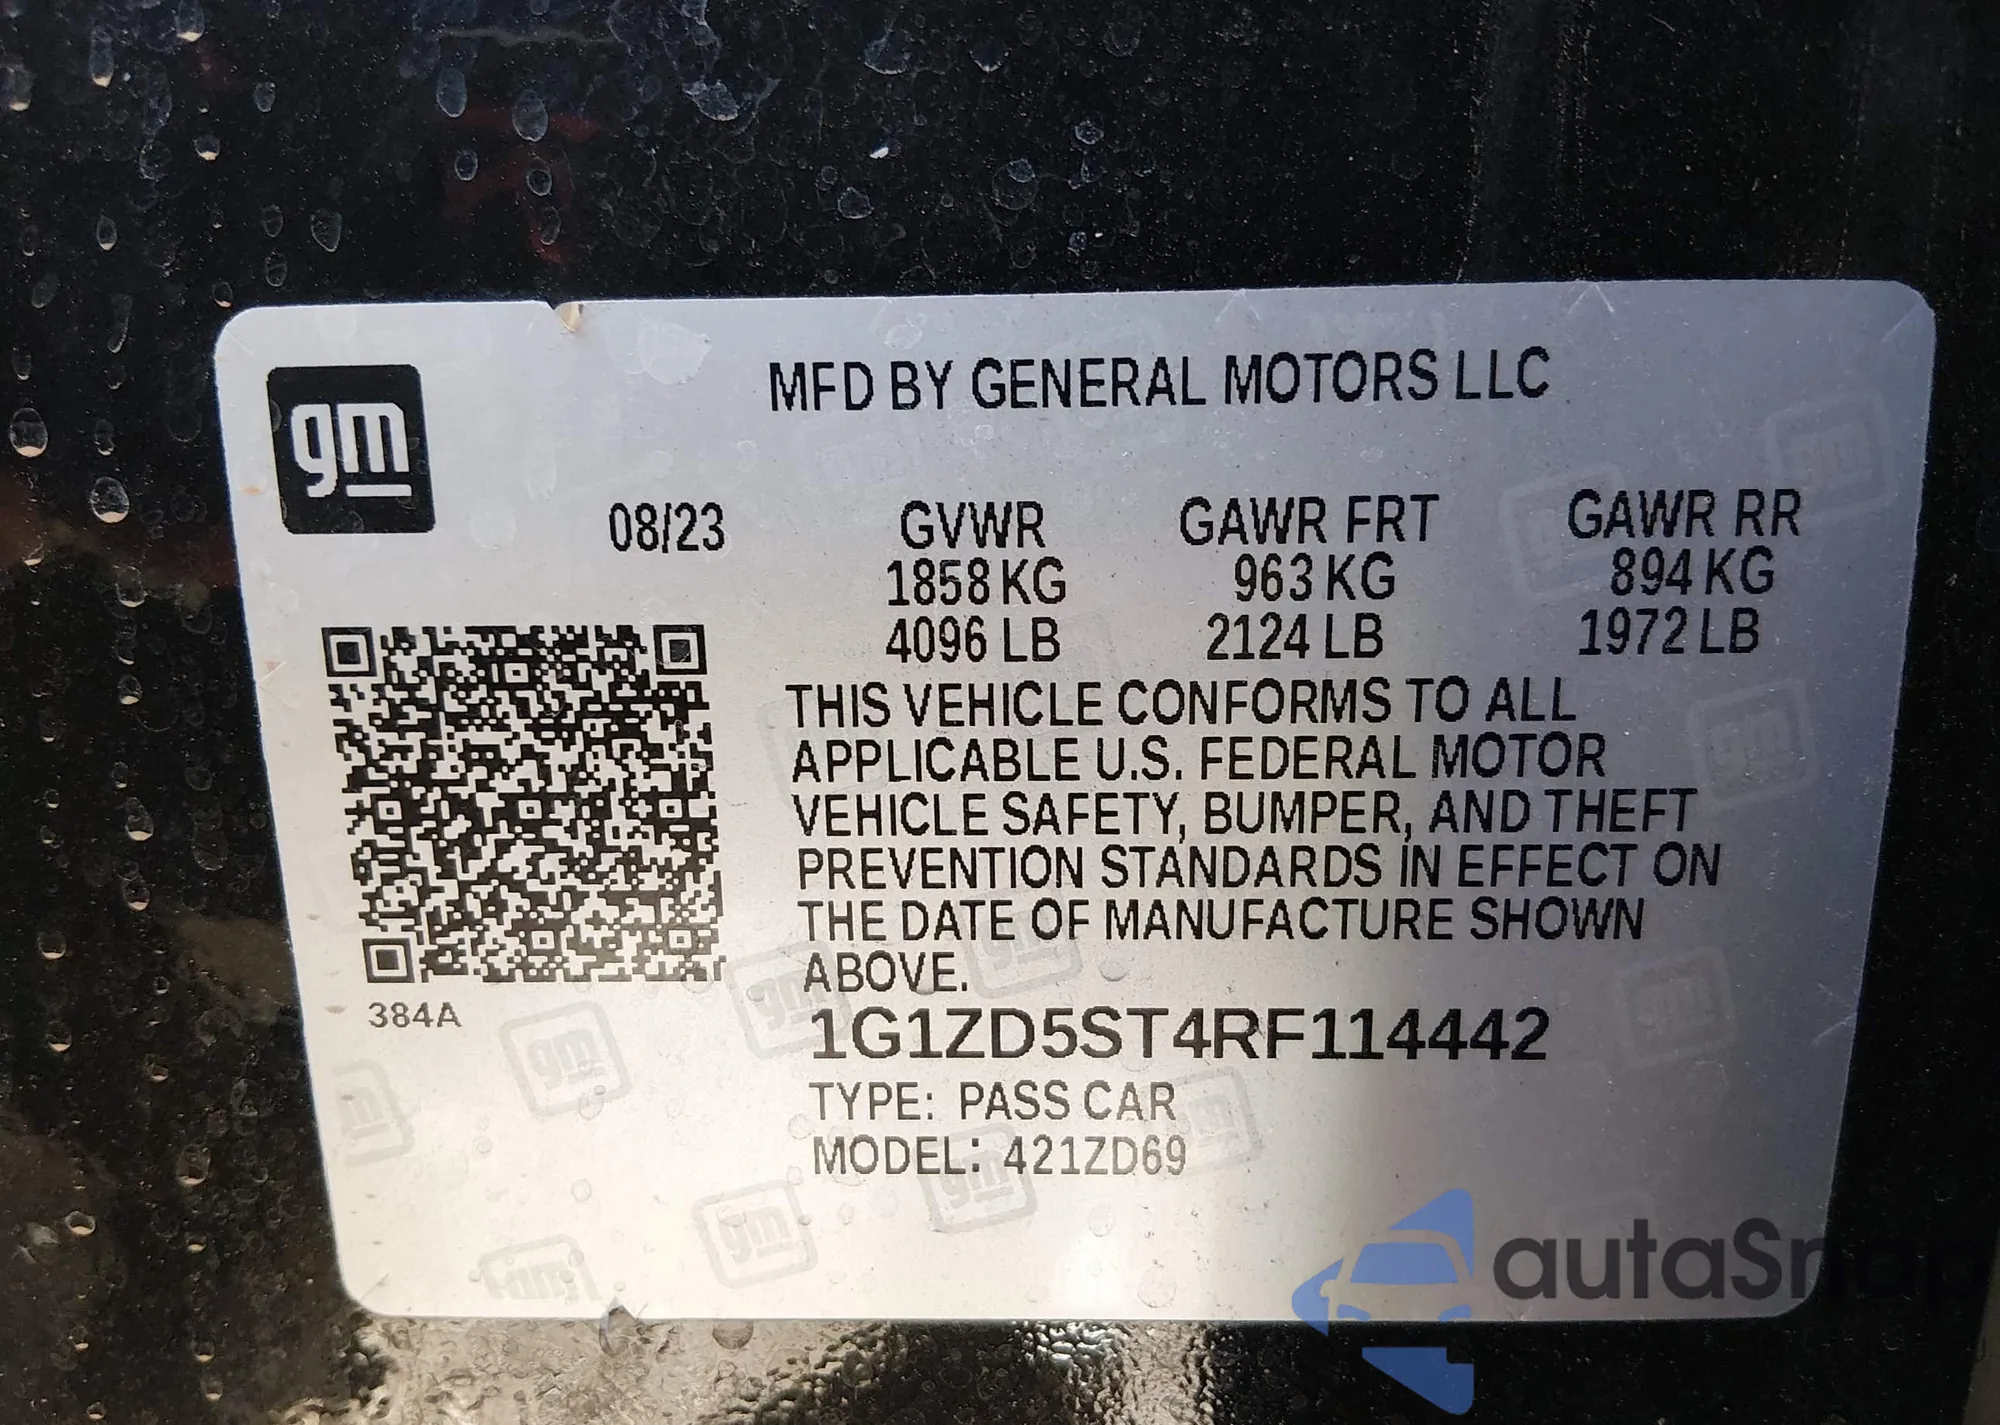 gm
MFD BY GENERAL MOTORS LLC
08/23 GVWR GAWR FRT GAWR RR
1858 KG 963 KG 894 KG
4096 LB 2124 LB 1972 LB
THIS VEHICLE CONFORMS TO ALL
APPLICABLE U.S. FEDERAL MOTOR
VEHICLE SAFETY, BUMPER, AND THEFT
PREVENTION STANDARDS IN EFFECT ON
THE DATE OF MANUFACTURE SHOWN
ABOVE.
384A
1G1ZD5ST4RF114442
TYPE: PASS CAR
MODEL: 421ZD69
autaSnap